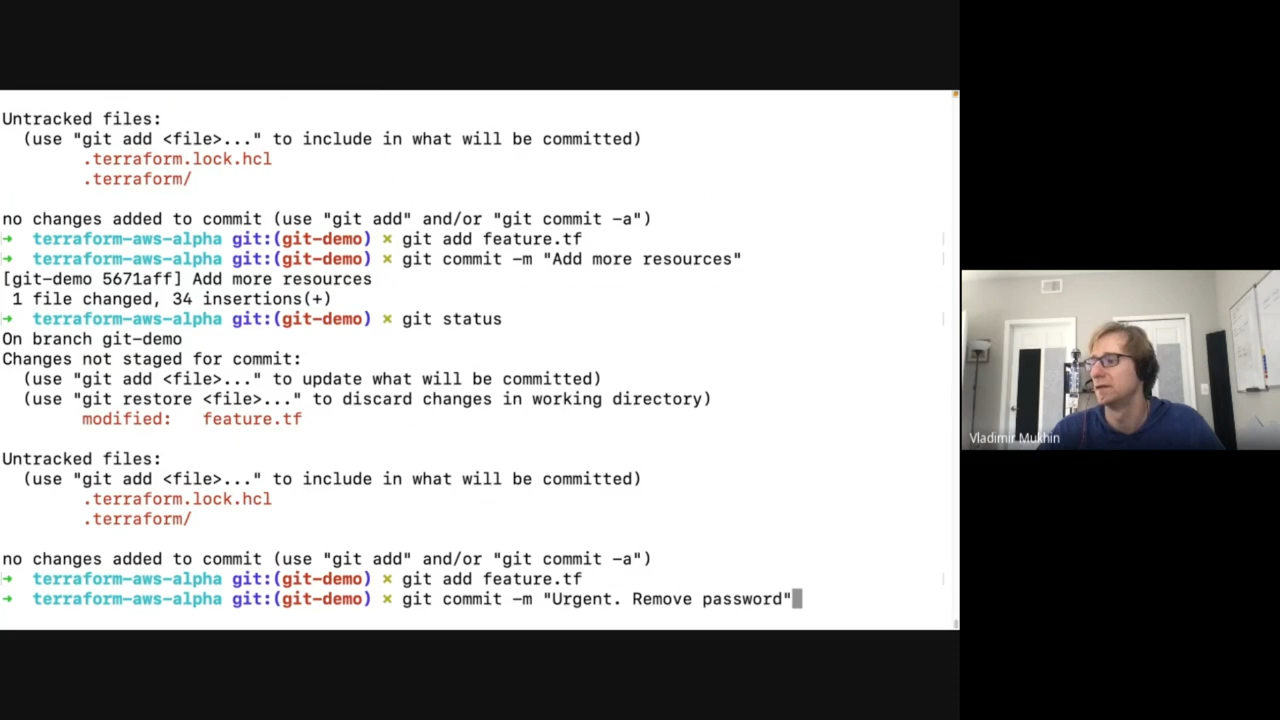 Untracked files:
(use "git add <file>..." to include in what will be committed)
.terraform.lock.hcl
.terraform/
no changes added to commit (use "git add" and/or "git commit -a")
➜ terraform-aws-alpha git:(git-demo) × git add feature.tf
➜ terraform-aws-alpha git:(git-demo) × git commit -m "Add more resources"
[git-demo 5671aff] Add more resources
1 file changed, 34 insertions(+)
➜ terraform-aws-alpha git:(git-demo) × git status
On branch git-demo
Changes not staged for commit:
(use "git add <file>..." to update what will be committed)
(use "git restore <file>..." to discard changes in working directory)
modified: feature.tf
Untracked files:
(use "git add <file>..." to include in what will be committed)
.terraform.lock.hcl
.terraform/
no changes added to commit (use "git add" and/or "git commit -a")
➜ terraform-aws-alpha git:(git-demo) × git add feature.tf
➜ terraform-aws-alpha git:(git-demo) × git commit -m "Urgent. Remove password"
Vladimir Mukhin